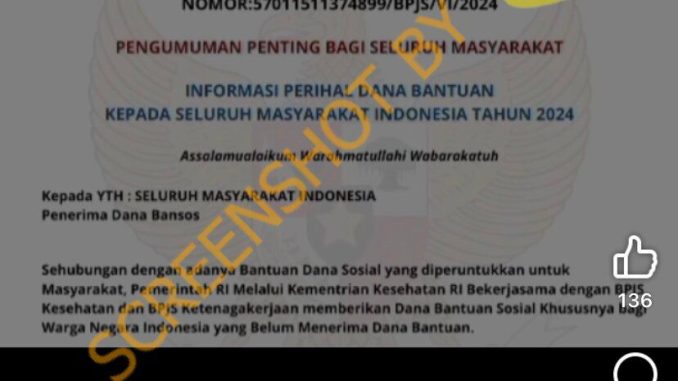 NOMOR:57011511374899/BPJS/VI/2024
PENGUMUMAN PENTING BAGI SELURUH MASYARAKAT
INFORMASI PERIHAL DANA BANTUAN
KEPADA SELURUH MASYARAKAT INDONESIA TAHUN 2024
Assalamualaikum Warahmatullahi Wabarakatuh
Kepada YTH : SELURUH MASYARAKAT INDONESIA
Penerima Dana Bansos
Sehubungan dengan adanya Bantuan Dana Sosial yang diperuntukkan untuk
Masyarakat, Pemerintah RI Melalui Kementrian Kesehatan RI Bekerjasama dengan BPJS
Kesehatan dan BPJS Ketenagakerjaan memberikan Dana Bantuan Sosial Khususnya Bagi
Warga Negara Indonesia yang Belum Menerima Dana Bantuan.
SCREENSHOT BY
136